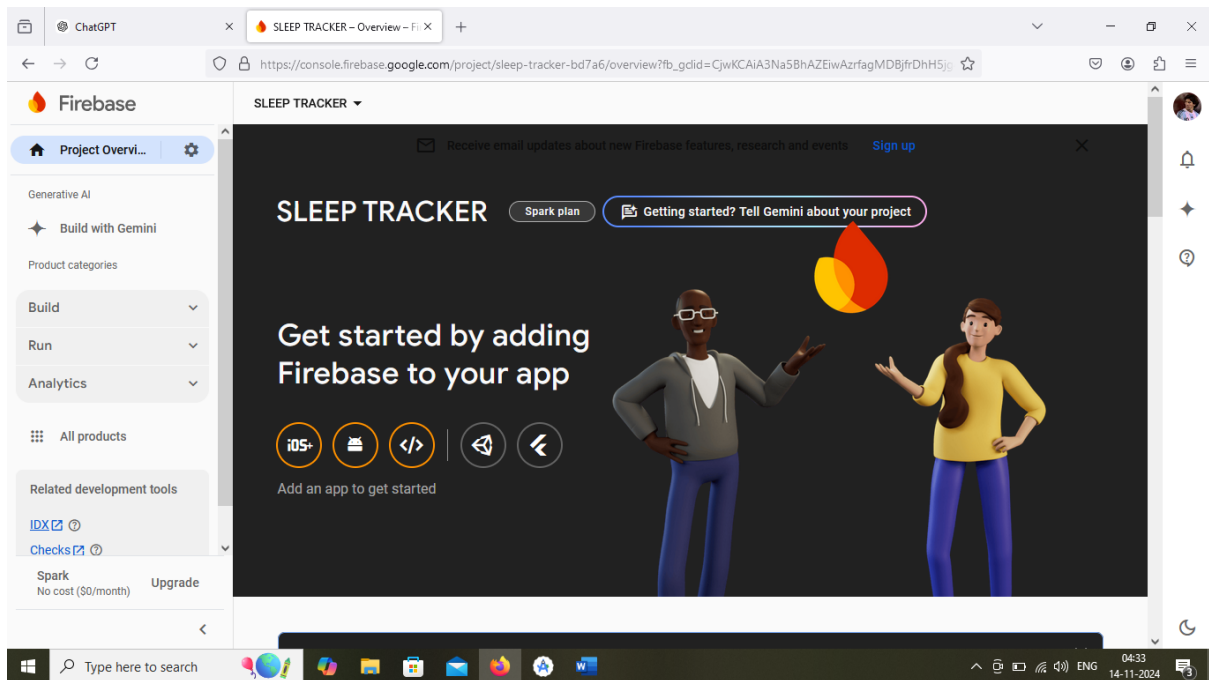 ChatGPT
SLEEP TRACKER – Overview – Fi
https://console.firebase.google.com/project/sleep-tracker-bd7a6/overview?fb_gclid=CjwKCAiA3Na5BhAZEiwAzrfagMDBjfrDhH5jg
Firebase
SLEEP TRACKER
Project Overvi...
Receive email updates about new Firebase features, research and events Sign up
Generative AI
Build with Gemini
Product categories
Build
Run
Analytics
All products
Related development tools
IDX
Checks
Spark
No cost ($0/month)
Upgrade
SLEEP TRACKER
Spark plan
Getting started? Tell Gemini about your project
Get started by adding
Firebase to your app
iOS+
Add an app to get started
Type here to search
ENG
04:33
14-11-2024
3